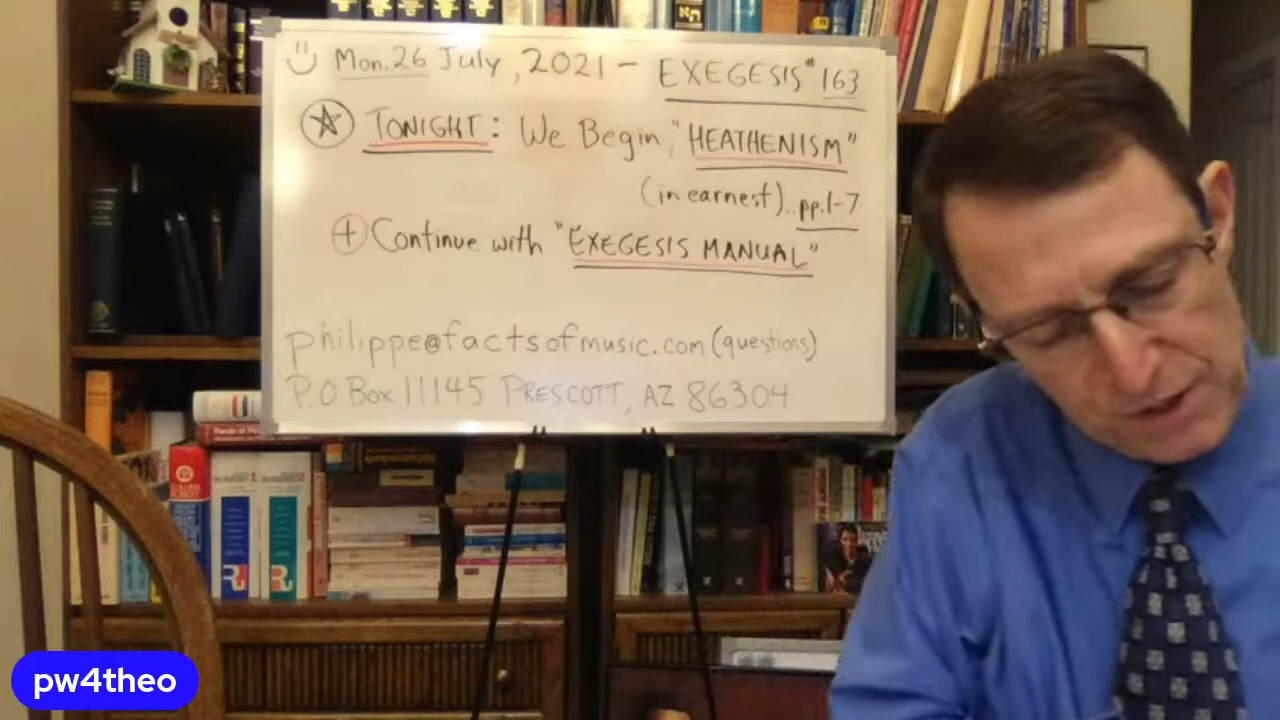 Mon. 26 July, 2021 - EXEGESIS # 163
TONIGHT: We Begin, "HEATHENISM"
(in earnest)..pp.1-7
+ Continue with "EXEGESIS MANUAL"
philippe@factsofmusic.com (questions)
P.O Box 11145 PRESCOTT, AZ 86304
pw4theo